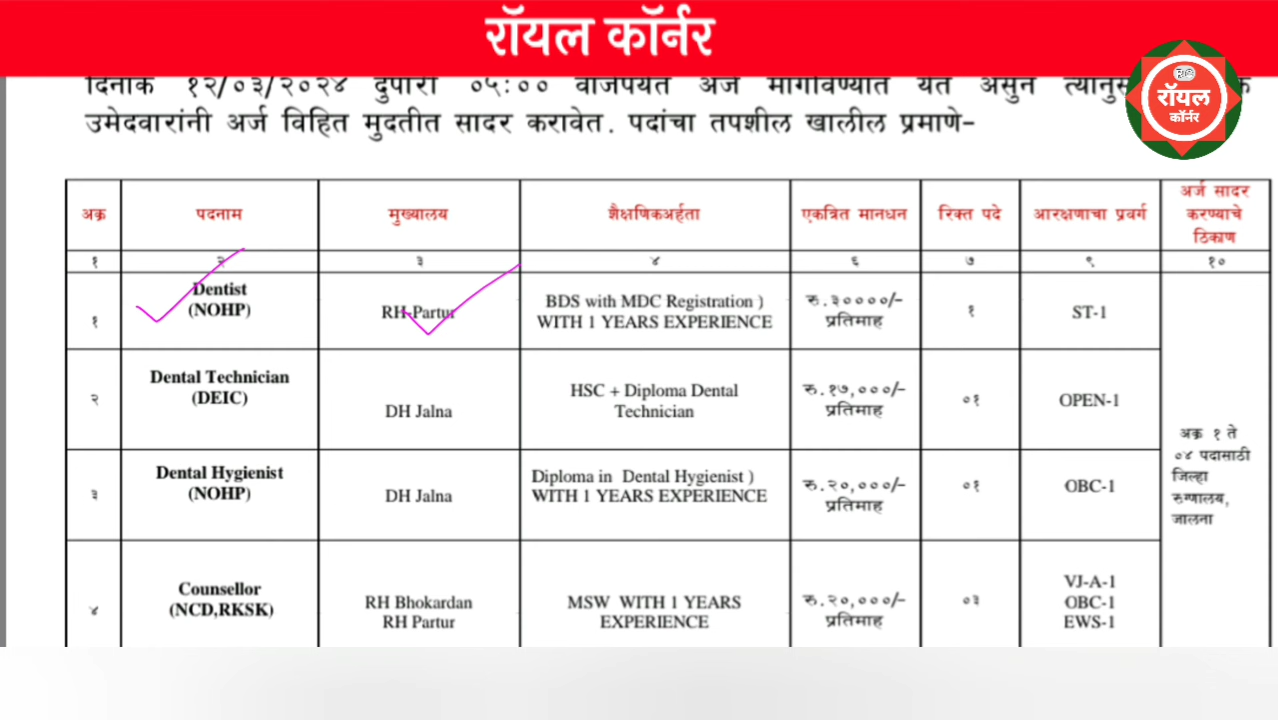 रॉयल कॉर्नर
दिनांक १२/०३/२०२४ दुपारी ०५:०० वाजेपर्यंत अर्ज मागविण्यात येत असुन
उमेदवारांनी अर्ज विहित मुदतीत सादर करावेत. पदांचा तपशील खालील प्रमाणे-
रॉयल
कॉर्नर
अक्र पदनाम मुख्यालय शैक्षणिकअर्हता एकत्रित मानधन रिक्त पदे आरक्षणाचा प्रवर्ग अर्ज सादर करण्याचे ठिकाण
१ २ ३ ४ ६ ७ ९ १०
१ Dentist (NOHP) RH-Partur BDS with MDC Registration ) WITH 1 YEARS EXPERIENCE रु.३००००/- प्रतिमाह १ ST-1
२ Dental Technician (DEIC) DH Jalna HSC + Diploma Dental Technician रु.१७,०००/- प्रतिमाह ०१ OPEN-1
३ Dental Hygienist (NOHP) DH Jalna Diploma in Dental Hygienist ) WITH 1 YEARS EXPERIENCE रु.२०,०००/- प्रतिमाह ०१ OBC-1
४ Counsellor (NCD,RKSK) RH Bhokardan RH Partur MSW WITH 1 YEARS EXPERIENCE रु.२०,०००/- प्रतिमाह ०३ VJ-A-1 OBC-1 EWS-1
अक्र १ ते
०४ पदासाठी
जिल्हा
रुग्णालय,
जालना